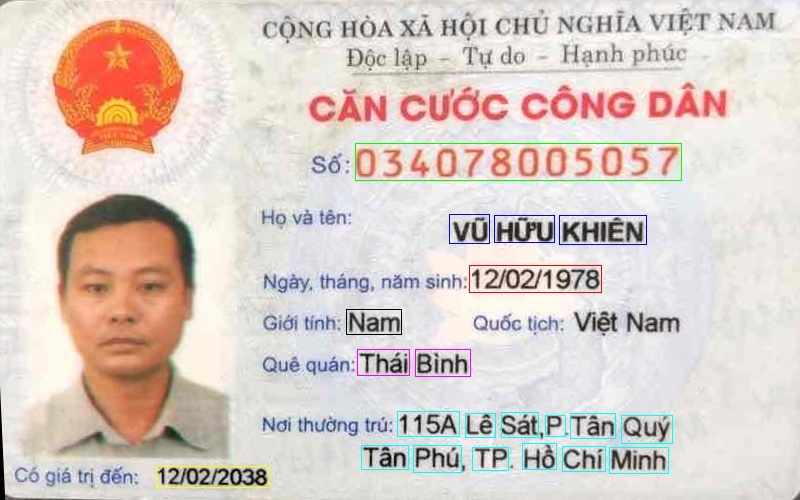 CỘNG HÒA XÃ HỘI CHỦ NGHĨA VIỆT NAM
Độc lập - Tự do - Hạnh phúc
CĂN CƯỚC CÔNG DÂN
Số: 034078005057
Họ và tên: VŨ HỮU KHIÊN
Ngày, tháng, năm sinh: 12/02/1978
Giới tính: Nam Quốc tịch: Việt Nam
Quê quán: Thái Bình
Nơi thường trú: 115A Lê Sát,P.Tân Quý
Tân Phú, TP. Hồ Chí Minh
Có giá trị đến: 12/02/2038